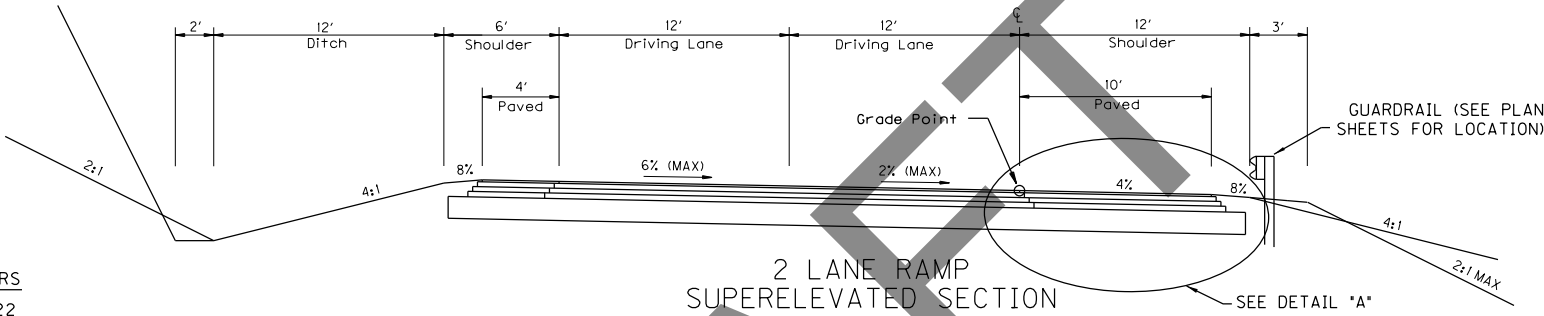 2' 12' 6' 12' 12' ℄ 12' 3'
Ditch Shoulder Driving Lane Driving Lane Shoulder
4' 10'
Paved Paved
GUARDRAIL (SEE PLAN
SHEETS FOR LOCATION)
Grade Point
2:1 4:1 8% 6% (MAX) 2% (MAX) 4% 8%
4:1
2:1 MAX
2 LANE RAMP
SUPERELEVATED SECTION
SEE DETAIL "A"
RS
22